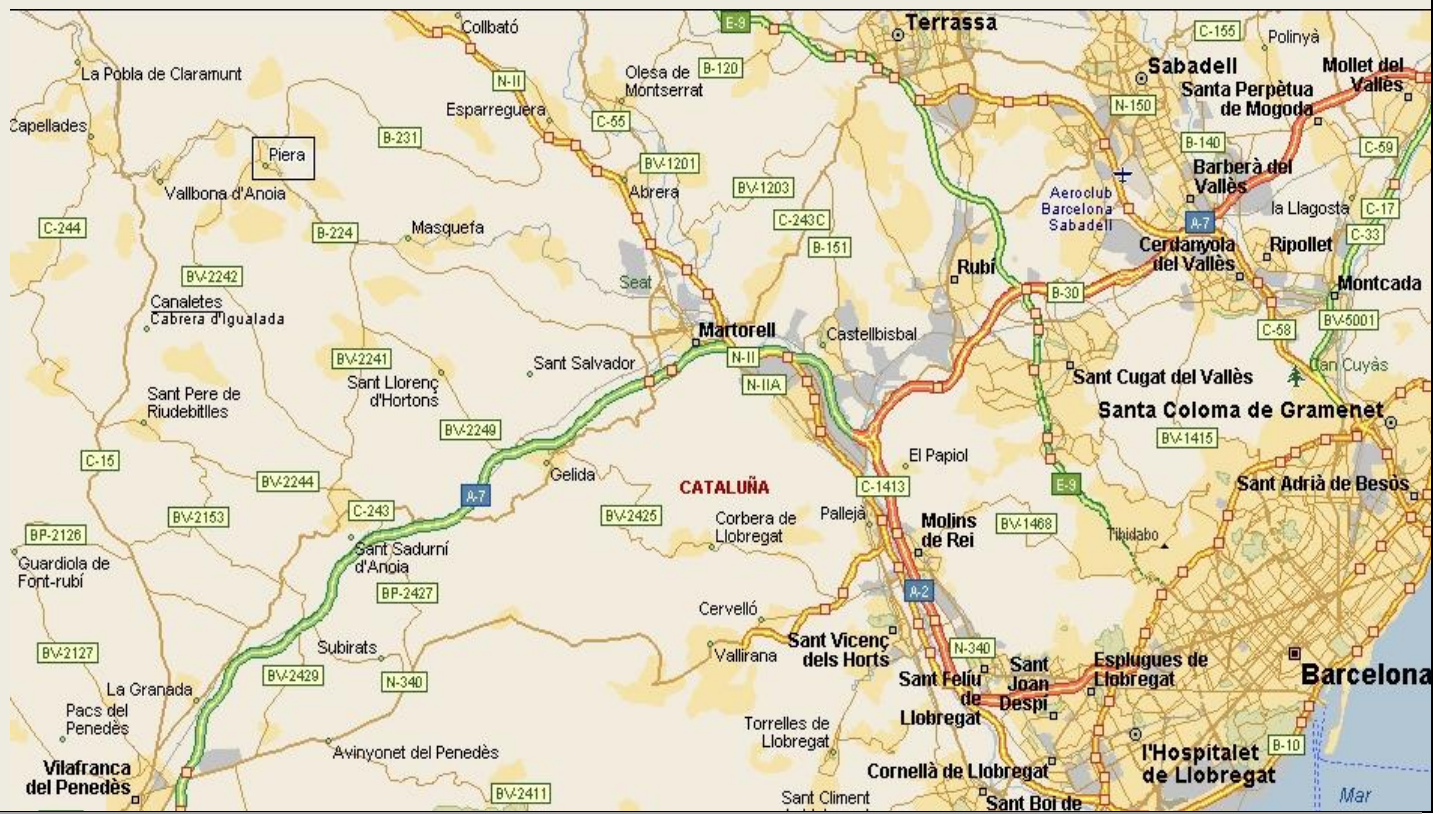 E-9
Terrassa
C-155
Polinyà
Collbató
La Pobla de Claramunt
N-II
Olesa de
Montserrat
B-120
Sabadell
Mollet del
Vallès
Santa Perpètua
de Mogoda
N-150
Esparreguera
C-55
Capellades
B-231
B-140
C-59
Piera
BV-1201
Barberà del
Vallès
Vallbona d'Anoia
Abrera
BV-1203
Aeroclub
Barcelona
Sabadell
la Llagosta
C-17
C-244
B-224
Masquefa
C-243C
A-7
C-33
B-151
Cerdanyola
del Vallès
Ripollet
BV-2242
Seat
Rubí
B-30
Montcada
Canaletes
Cabrera d'Igualada
Martorell
Castellbisbal
C-58
BV-5001
BV-2241
Sant Salvador
N-II
N-IIA
Can Cuyàs
Sant Llorenç
d'Hortons
Sant Cugat del Vallès
Sant Pere de
Riudebitlles
Santa Coloma de Gramenet
BV-2249
BV-1415
C-15
El Papiol
BV-2244
Gelida
CATALUÑA
C-1413
E-9
Sant Adrià de Besòs
A-7
C-243
BV-2153
BV-2425
Corbera de
Llobregat
Pallejà
Molins
de Rei
BV-1468
Tibidabo
BP-2126
Guardiola de
Font-rubí
Sant Sadurní
d'Anoia
BP-2427
A-2
Cervelló
BV-2127
Subirats
Vallirana
Sant Vicenç
dels Horts
N-340
BV-2429
N-340
Sant Feliu
de
Llobregat
Sant
Joan
Despí
Esplugues de
Llobregat
Barcelona
La Granada
Pacs del
Penedès
Torrelles de
Llobregat
Avinyonet del Penedès
l'Hospitalet
de Llobregat
B-10
Vilafranca
del Penedès
Cornellà de Llobregat
BV-2411
Sant Climent
Sant Boi de
Mar